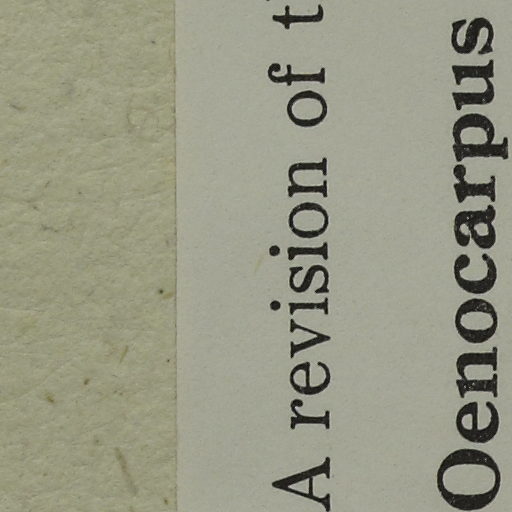 A revision of t
Oenocarpus